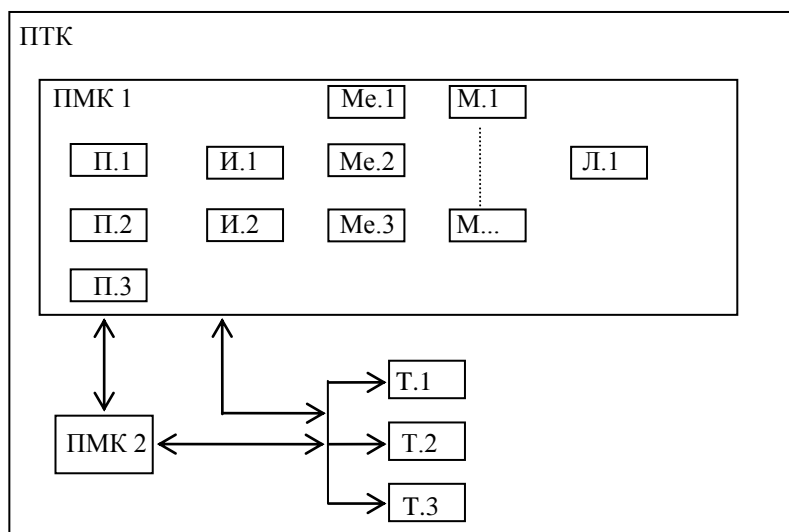 ПТК
ПМК 1 Ме.1 М.1
П.1 И.1 Ме.2 Л.1
П.2 И.2 Ме.3 М...
П.3
Т.1
ПМК 2 Т.2
Т.3